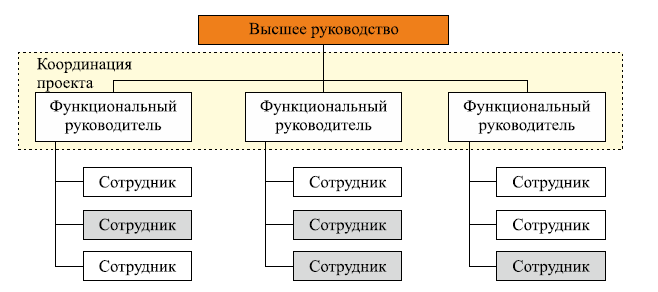 Высшее руководство
Координация
проекта
Функциональный
руководитель
Функциональный
руководитель
Функциональный
руководитель
Сотрудник
Сотрудник
Сотрудник
Сотрудник
Сотрудник
Сотрудник
Сотрудник
Сотрудник
Сотрудник